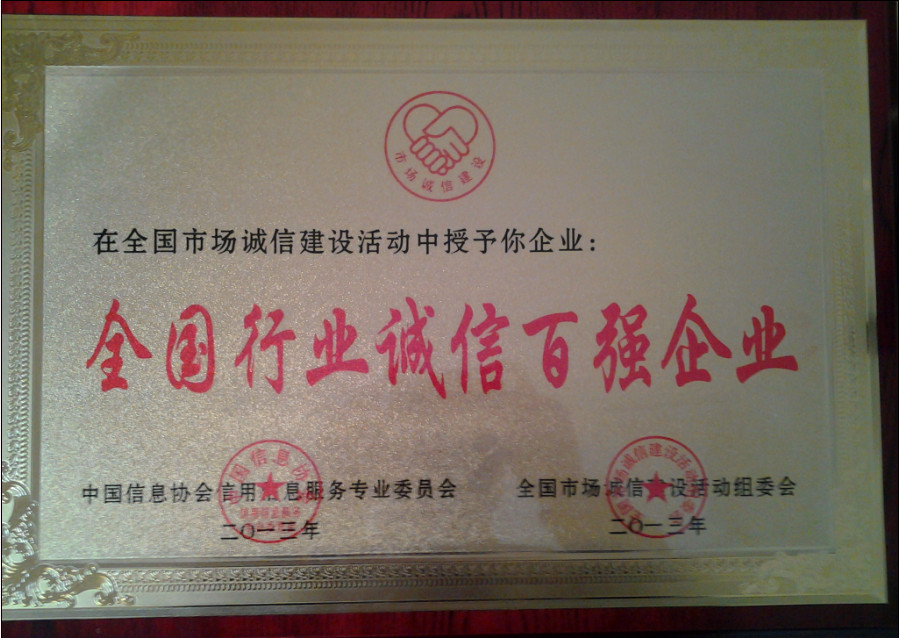 市场诚信建设
在全国市场诚信建设活动中授予你企业：
全国行业诚信百强企业
中国信息协会信用信息服务专业委员会
全国市场诚信建设活动组委会
二〇一三年
二〇一三年